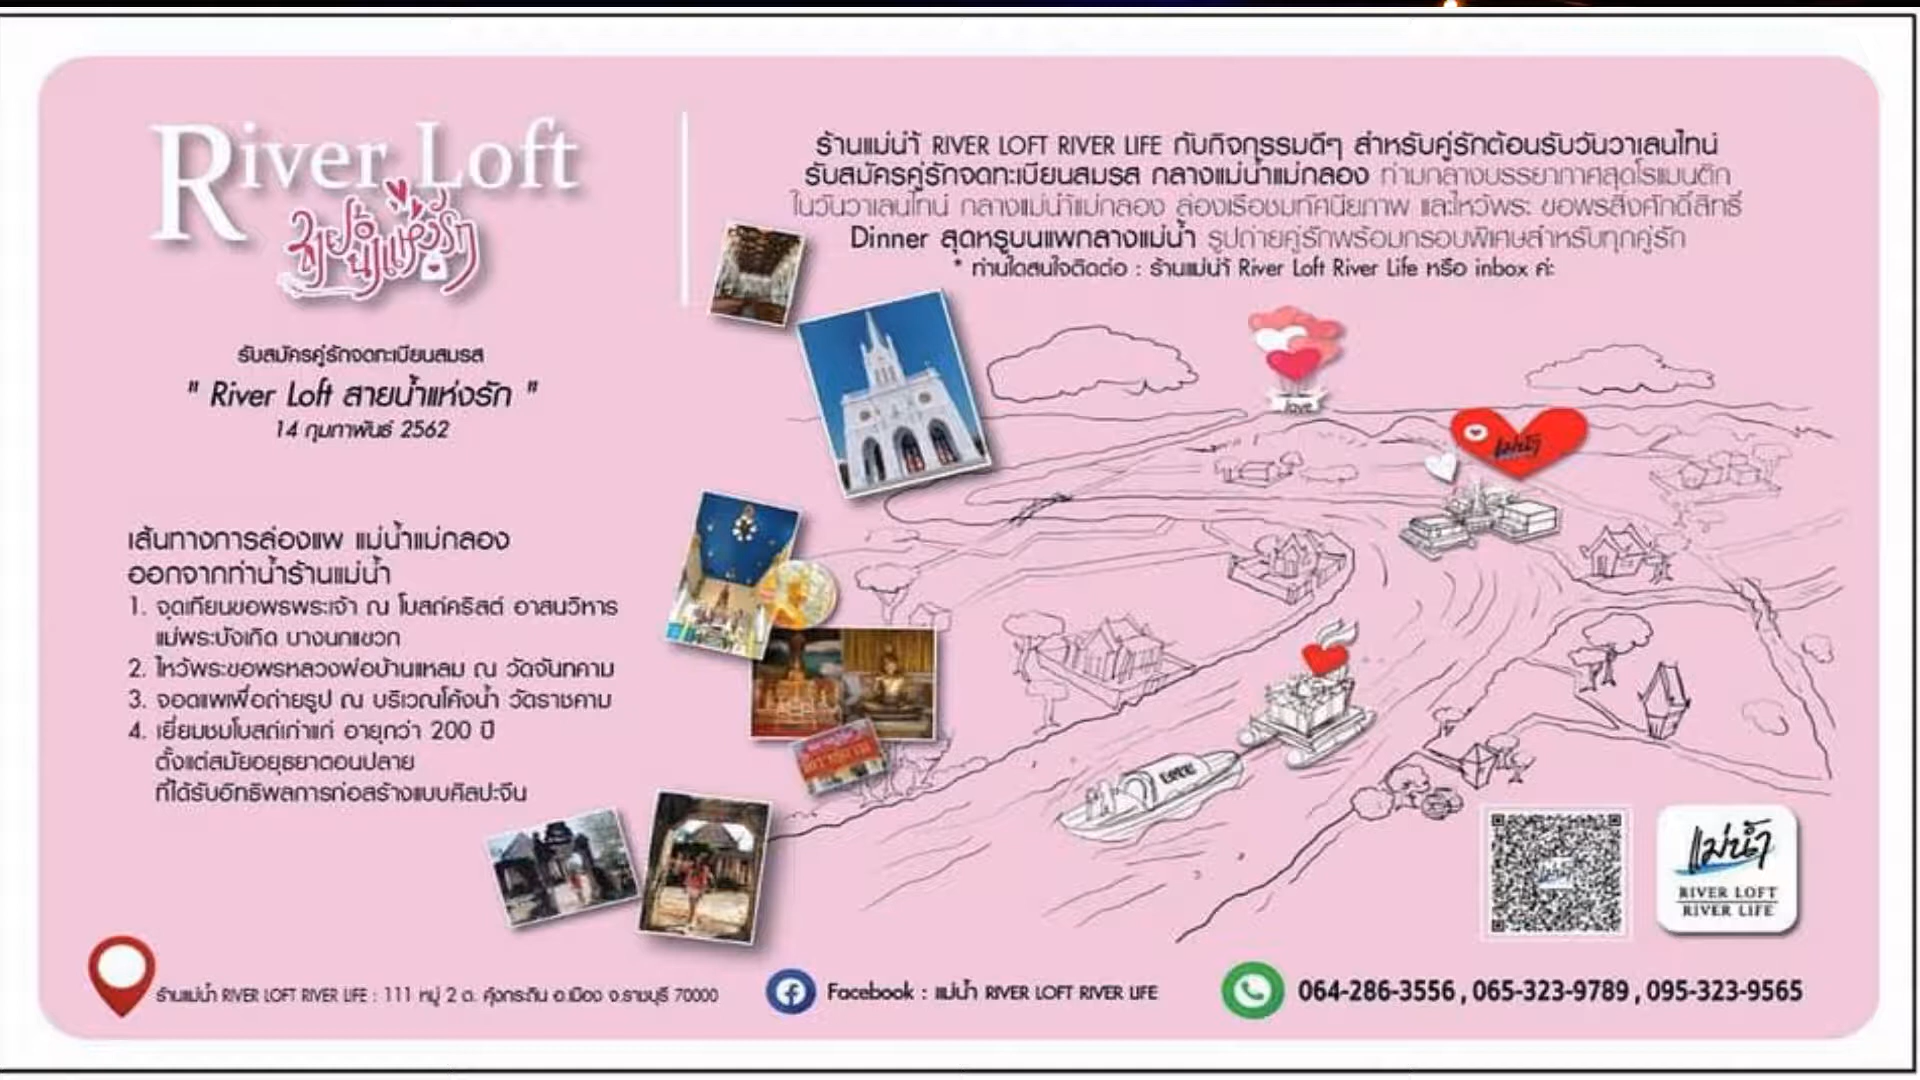 River Loft
สายน้ำแห่งรัก
รับสมัครคู่รักจดทะเบียนสมรส
" River Loft สายน้ำแห่งรัก "
14 กุมภาพันธ์ 2562
ร้านแม่น้ำ RIVER LOFT RIVER LIFE กับกิจกรรมดีๆ สำหรับคู่รักต้อนรับวันวาเลนไทน์
รับสมัครคู่รักจดทะเบียนสมรส กลางแม่น้ำแม่กลอง ท่ามกลางบรรยากาศสุดโรแมนติก
ในวันวาเลนไทน์ กลางแม่น้ำแม่กลอง ล่องเรือชมทัศนียภาพ และไหว้พระ ขอพรสิ่งศักดิ์สิทธิ์
Dinner สุดหรูบนแพกลางแม่น้ำ รูปถ่ายคู่รักพร้อมกรอบพิเศษสำหรับทุกคู่รัก
* ท่านใดสนใจติดต่อ : ร้านแม่น้ำ River Loft River Life หรือ inbox ค่ะ
love
แม่น้ำ
เส้นทางการล่องแพ แม่น้ำแม่กลอง
ออกจากท่าน้ำร้านแม่น้ำ
1. จุดเทียนขอพรพระเจ้า ณ โบสถ์คริสต์ อาสนวิหาร
แม่พระบังเกิด บางนกแขวก
2. ไหว้พระขอพรหลวงพ่อบ้านแหลม ณ วัดจันทคาม
3. จอดแพเพื่อถ่ายรูป ณ บริเวณโค้งน้ำ วัดราชคาม
4. เยี่ยมชมโบสถ์เก่าแก่ อายุกว่า 200 ปี
ตั้งแต่สมัยอยุธยาตอนปลาย
ที่ได้รับอิทธิพลการก่อสร้างแบบศิลปะจีน
แม่น้ำ
RIVER LOFT
RIVER LIFE
ร้านแม่น้ำ RIVER LOFT RIVER LIFE : 111 หมู่ 2 ต. คุ้งกระถิน อ.เมือง จ.ราชบุรี 70000
Facebook : แม่น้ำ RIVER LOFT RIVER LIFE
064-286-3556 , 065-323-9789 , 095-323-9565